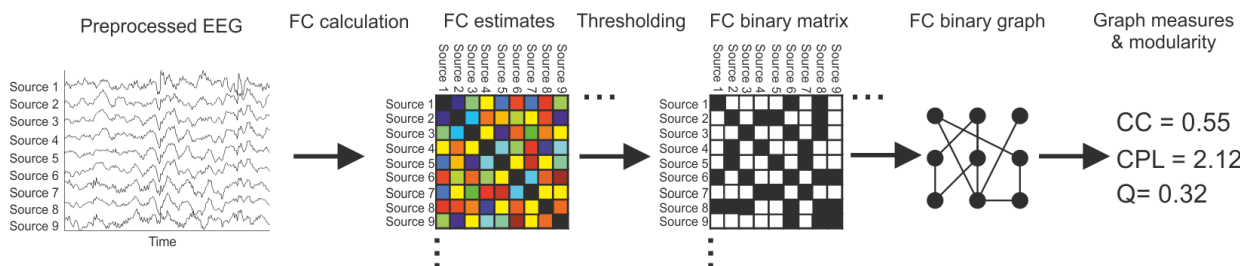 Preprocessed EEG
Source 1
Source 2
Source 3
Source 4
Source 5
Source 6
Source 7
Source 8
Source 9
Time
FC calculation
FC estimates
Source 1
Source 2
Source 3
Source 4
Source 5
Source 6
Source 7
Source 8
Source 9
Source 1
Source 2
Source 3
Source 4
Source 5
Source 6
Source 7
Source 8
Source 9
Thresholding
FC binary matrix
Source 1
Source 2
Source 3
Source 4
Source 5
Source 6
Source 7
Source 8
Source 9
Source 1
Source 2
Source 3
Source 4
Source 5
Source 6
Source 7
Source 8
Source 9
FC binary graph
Graph measures
& modularity
CC = 0.55
CPL = 2.12
Q= 0.32